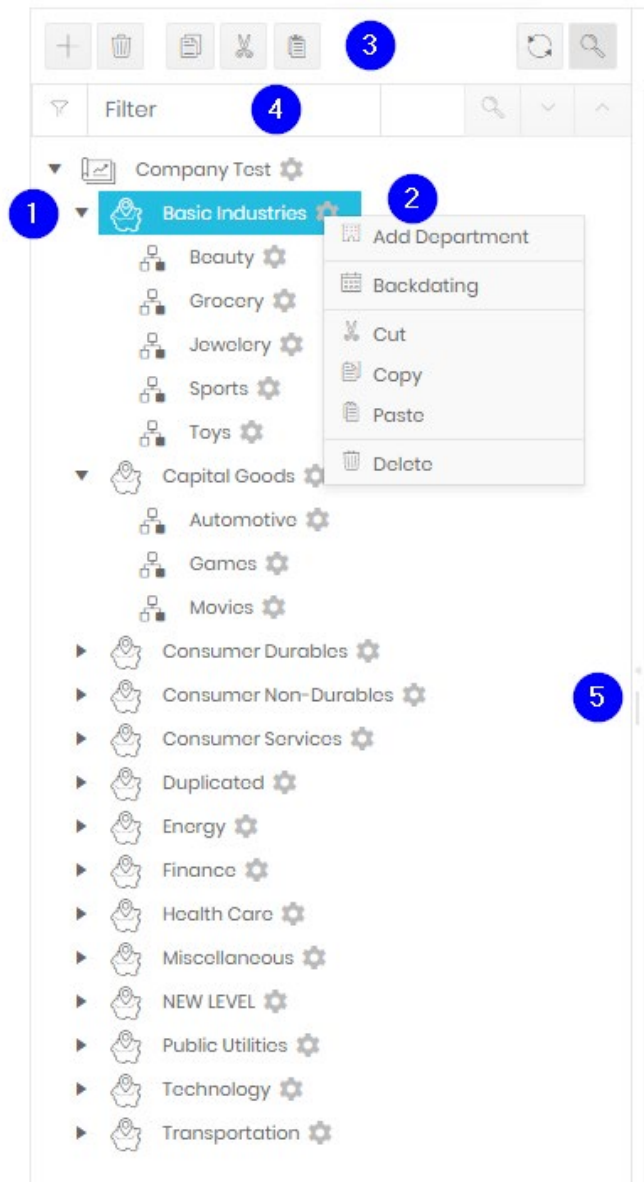 3
Filter
4
Company Test
1
Basic Industries
2
Add Department
Beauty
Backdating
Grocery
Cut
Jewelery
Copy
Sports
Paste
Toys
Delete
Capital Goods
Automotive
Games
Movies
Consumer Durables
Consumer Non-Durables
5
Consumer Services
Duplicated
Energy
Finance
Health Care
Miscellaneous
NEW LEVEL
Public Utilities
Technology
Transportation